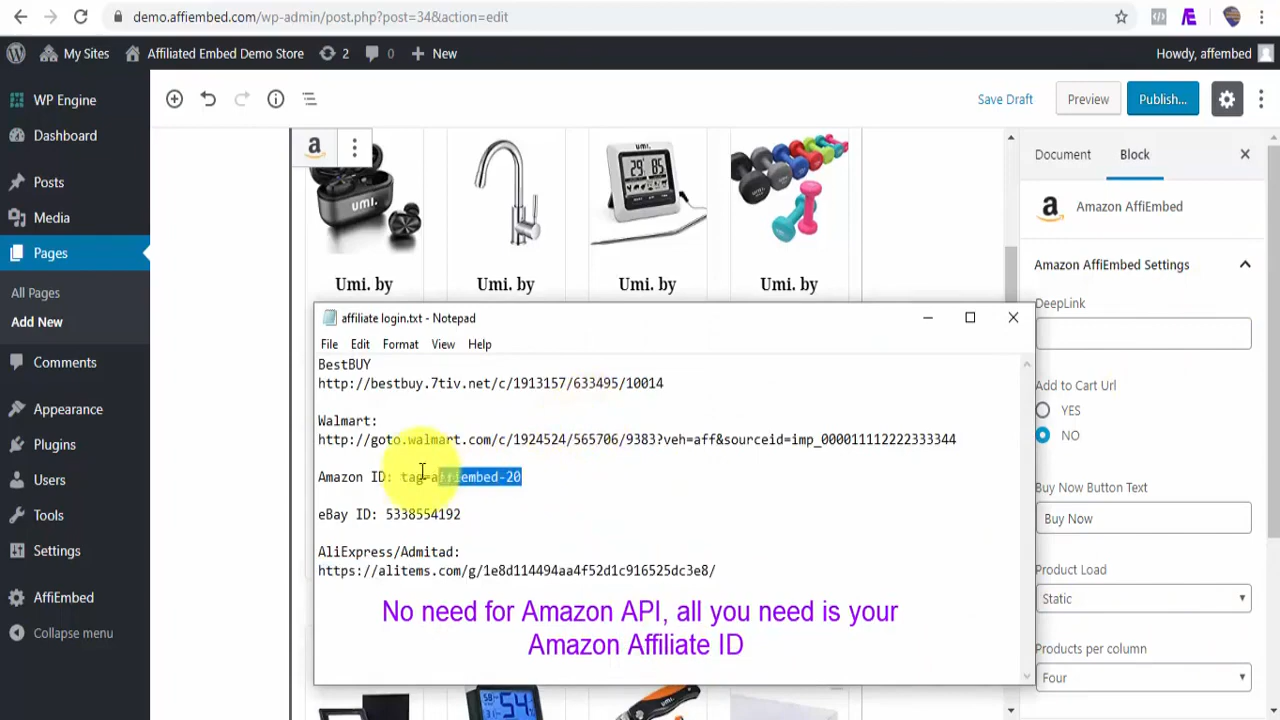 demo.affiembed.com/wp-admin/post.php?post=34&action=edit
My Sites
Affiliated Embed Demo Store
2
0
New
Howdy, affembed
WP Engine
Dashboard
Posts
Media
Pages
All Pages
Add New
Comments
Appearance
Plugins
Users
Tools
Settings
AffiEmbed
Collapse menu
Save Draft
Preview
Publish...
umi.
umi.
29 85
Umi. by
Umi. by
Umi. by
Umi. by
affiliate login.txt - Notepad
File Edit Format View Help
BestBUY
http://bestbuy.7tiv.net/c/1913157/633495/10014
Walmart:
http://goto.walmart.com/c/1924524/565706/9383?veh=aff&sourceid=imp_000011112222333344
Amazon ID: tag=affiembed-20
eBay ID: 5338554192
AliExpress/Admitad:
https://alitems.com/g/1e8d114494aa4f52d1c916525dc3e8/
No need for Amazon API, all you need is your
Amazon Affiliate ID
Document
Block
Amazon AffiEmbed
Amazon AffiEmbed Settings
DeepLink
Add to Cart Url
YES
NO
Buy Now Button Text
Buy Now
Product Load
Static
Products per column
Four